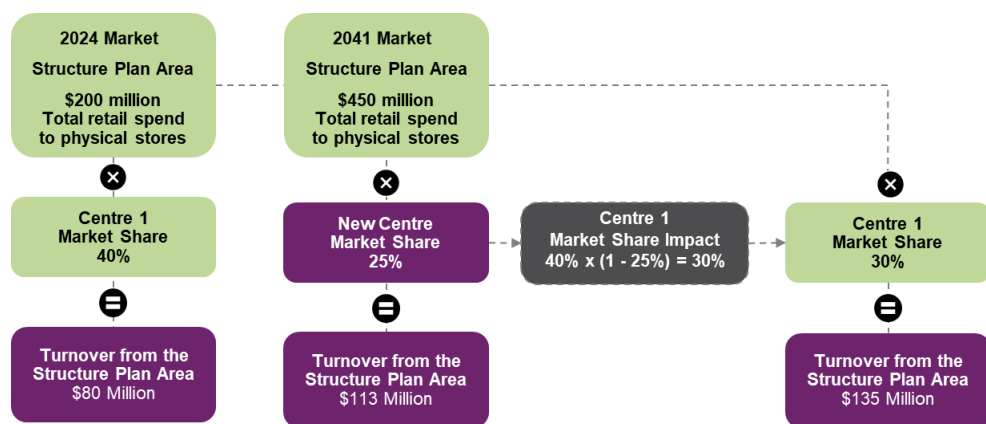 2024 Market
Structure Plan Area
$200 million
Total retail spend
to physical stores
×
Centre 1
Market Share
40%
=
Turnover from the
Structure Plan Area
$80 Million
2041 Market
Structure Plan Area
$450 million
Total retail spend
to physical stores
×
New Centre
Market Share
25%
=
Turnover from the
Structure Plan Area
$113 Million
Centre 1
Market Share Impact
40% x (1 - 25%) = 30%
×
Centre 1
Market Share
30%
=
Turnover from the
Structure Plan Area
$135 Million